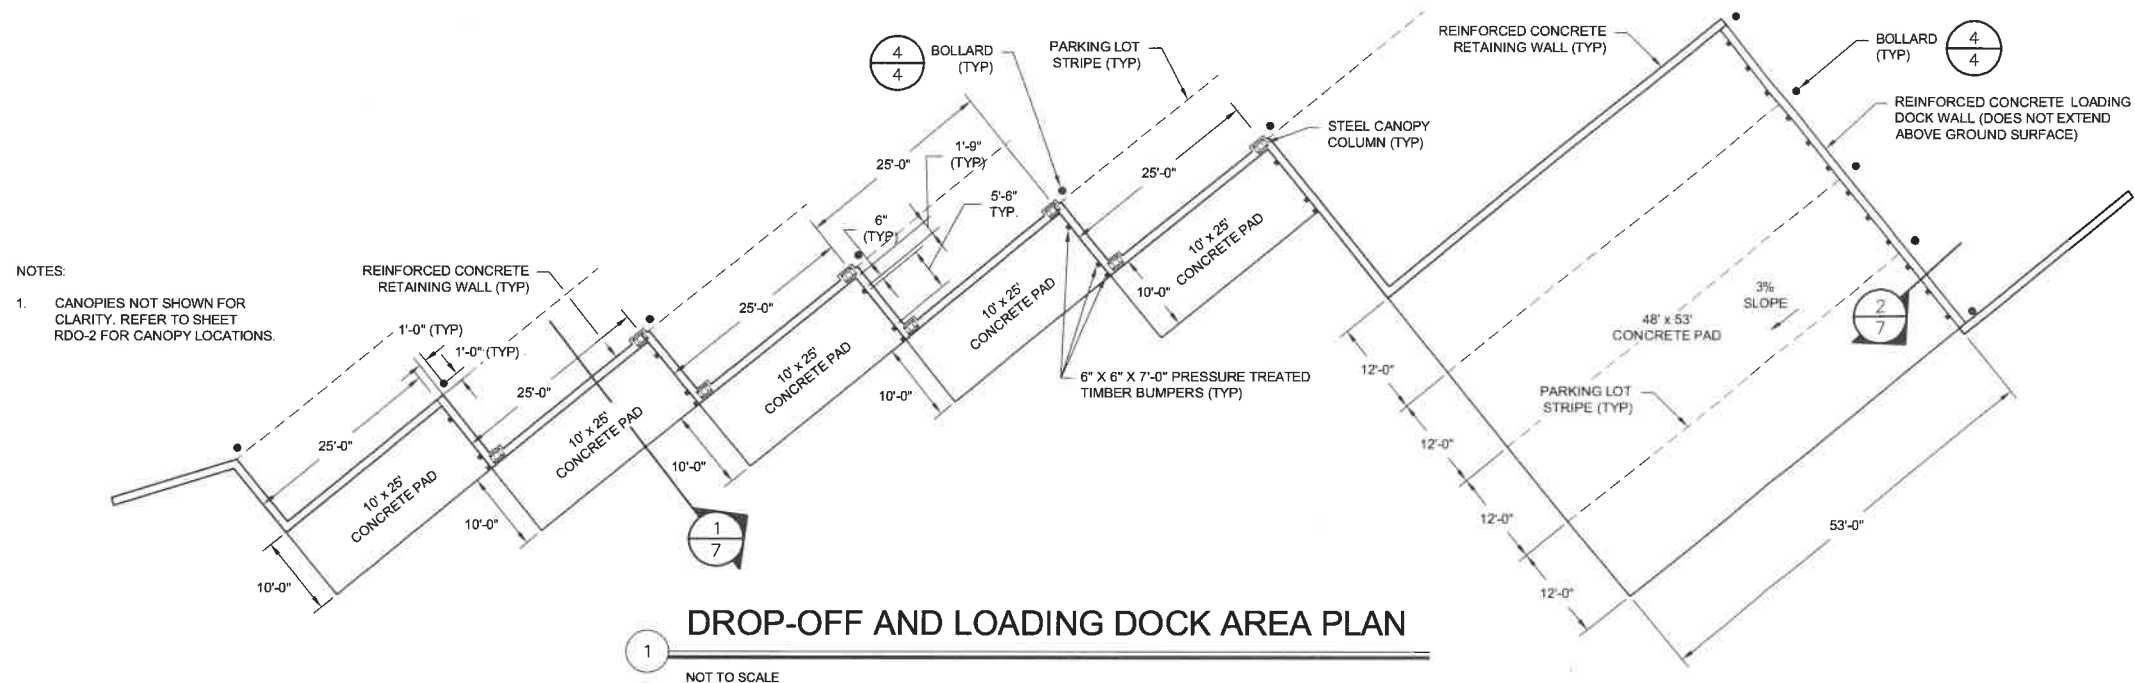 NOTES:
1. CANOPIES NOT SHOWN FOR
CLARITY. REFER TO SHEET
RDO-2 FOR CANOPY LOCATIONS.
REINFORCED CONCRETE
RETAINING WALL (TYP)
1'-0" (TYP)
1'-0" (TYP)
25'-0"
10' x 25'
CONCRETE PAD
10'-0"
25'-0"
10' x 25'
CONCRETE PAD
10'-0"
1
7
25'-0"
10' x 25'
CONCRETE PAD
10'-0"
4
4
BOLLARD
(TYP)
PARKING LOT
STRIPE (TYP)
25'-0"
1'-9"
(TYP)
5'-6"
TYP.
6"
(TYP)
10' x 25'
CONCRETE PAD
10'-0"
6" X 6" X 7'-0" PRESSURE TREATED
TIMBER BUMPERS (TYP)
25'-0"
STEEL CANOPY
COLUMN (TYP)
10' x 25'
CONCRETE PAD
10'-0"
REINFORCED CONCRETE
RETAINING WALL (TYP)
BOLLARD
(TYP)
4
4
REINFORCED CONCRETE LOADING
DOCK WALL (DOES NOT EXTEND
ABOVE GROUND SURFACE)
3%
SLOPE
48' x 53'
CONCRETE PAD
2
7
PARKING LOT
STRIPE (TYP)
12'-0"
12'-0"
12'-0"
12'-0"
53'-0"
1
DROP-OFF AND LOADING DOCK AREA PLAN
NOT TO SCALE